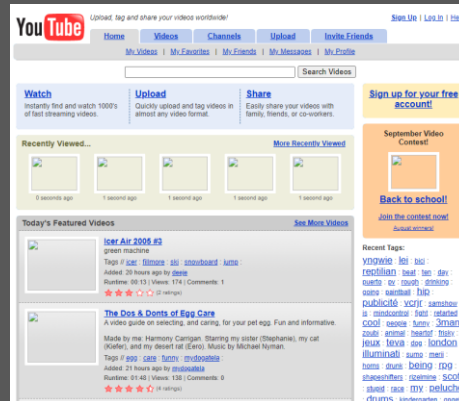 You Tube
Upload, tag and share your videos worldwide!
Sign Up | Log In | He
Home Videos Channels Upload Invite Friends
My Videos | My Favorites | My Friends | My Messages | My Profile
Search Videos
Watch
Instantly find and watch 1000's
of fast streaming videos.
Upload
Quickly upload and tag videos in
almost any video format.
Share
Easily share your videos with
family, friends, or co-workers.
Sign up for your free
account!
Recently Viewed...
More Recently Viewed
0 seconds ago 1 second ago 1 second ago 1 second ago 1 second ago
September Video
Contest!
Back to school!
Join the contest now!
August winners!
Today's Featured Videos
See More Videos
Icer Air 2005 #3
green machine
Tags // icer : fillmore : ski : snowboard : jump :
Added: 20 hours ago by deejie
Runtime: 00:13 | Views: 174 | Comments: 1
(2 ratings)
The Dos & Donts of Egg Care
A video guide on selecting, and caring, for your pet egg. Fun and informative.
Made by me: Harmony Carrigan. Starring my sister (Stephanie), my cat
(Kiefer), and my desert rat (Eero). Music by Michael Nyman.
Tags // egg : care : funny : mydogatela :
Added: 21 hours ago by mydogatela
Runtime: 01:48 | Views: 130 | Comments: 0
(4 ratings)
Recent Tags:
yngwie : lei : bici :
reptilian : beat : ten : day :
puerto : pv : rough : drinking :
going : paintball : hip :
publicité : vcrjr : samshow
is : mindcontrol : fight : retarted
cool : people : funny : 3man
zoubi : animal : heartof : frisky :
jeux : teva : dog : london
illuminati : sumo : merli
horns : drunk : being : rpg :
shapeshifters : rizelmine : scot
: stupid : race : my : peluche
: drums : kindergarten